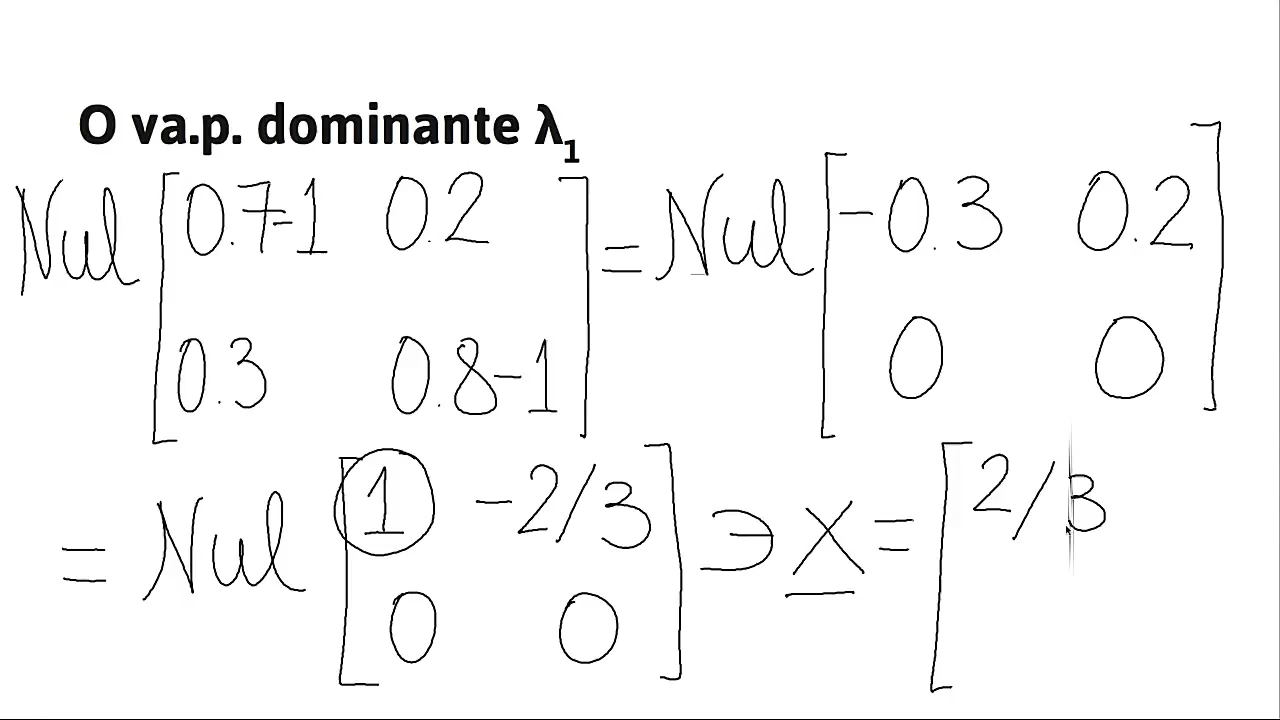 O va.p. dominante λ₁
Nul [0.7-1 0.2
0.3 0.8-1] = Nul [-0.3 0.2
0 0]
= Nul [1 -2/3
0 0] ∋ x = [2/3